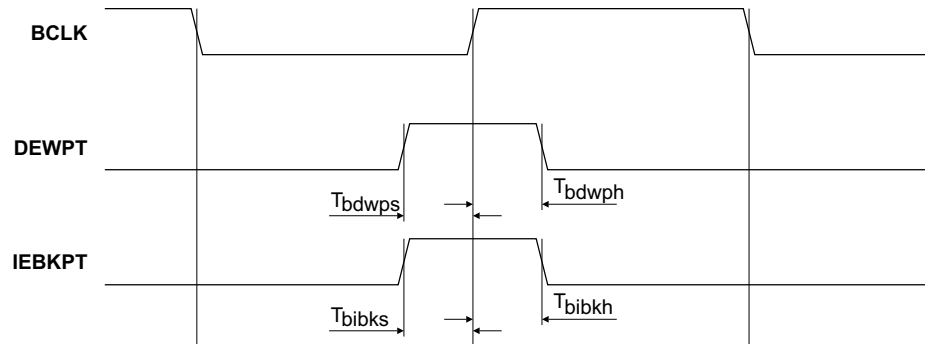 BCLK
DEWPT
Tbdwps
Tbdwph
IEBKPT
Tbibks
Tbibkh